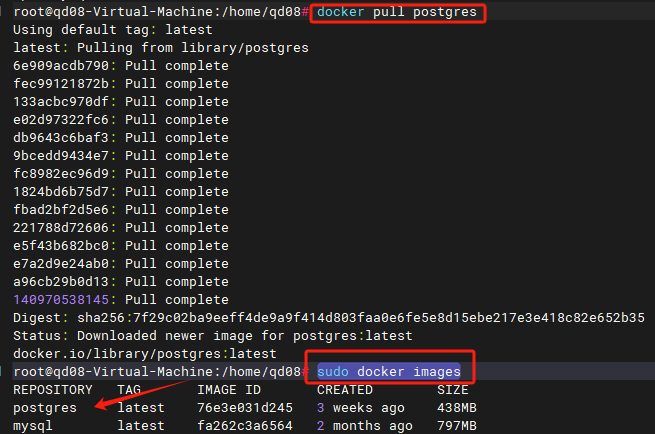 root@qd08-Virtual-Machine:/home/qd08# docker pull postgres
Using default tag: latest
latest: Pulling from library/postgres
6e909acdb790: Pull complete
fec99121872b: Pull complete
133acbc970df: Pull complete
e02d97322fc6: Pull complete
db9643c6baf3: Pull complete
9bcedd9434e7: Pull complete
fc8982ec96d9: Pull complete
1824bd6b75d7: Pull complete
fbad2bf2d5e6: Pull complete
221788d72606: Pull complete
e5f43b682bc0: Pull complete
e7a2d9e24ab0: Pull complete
a96cb29b0d13: Pull complete
140970538145: Pull complete
Digest: sha256:7f29c02ba9eeff4de9a9f414d803faa0e6fe5e8d15ebe217e3e418c82e652b35
Status: Downloaded newer image for postgres:latest
docker.io/library/postgres:latest
root@qd08-Virtual-Machine:/home/qd08# sudo docker images
REPOSITORY TAG IMAGE ID CREATED SIZE
postgres latest 76e3e031d245 3 weeks ago 438MB
mysql latest fa262c3a6564 2 months ago 797MB